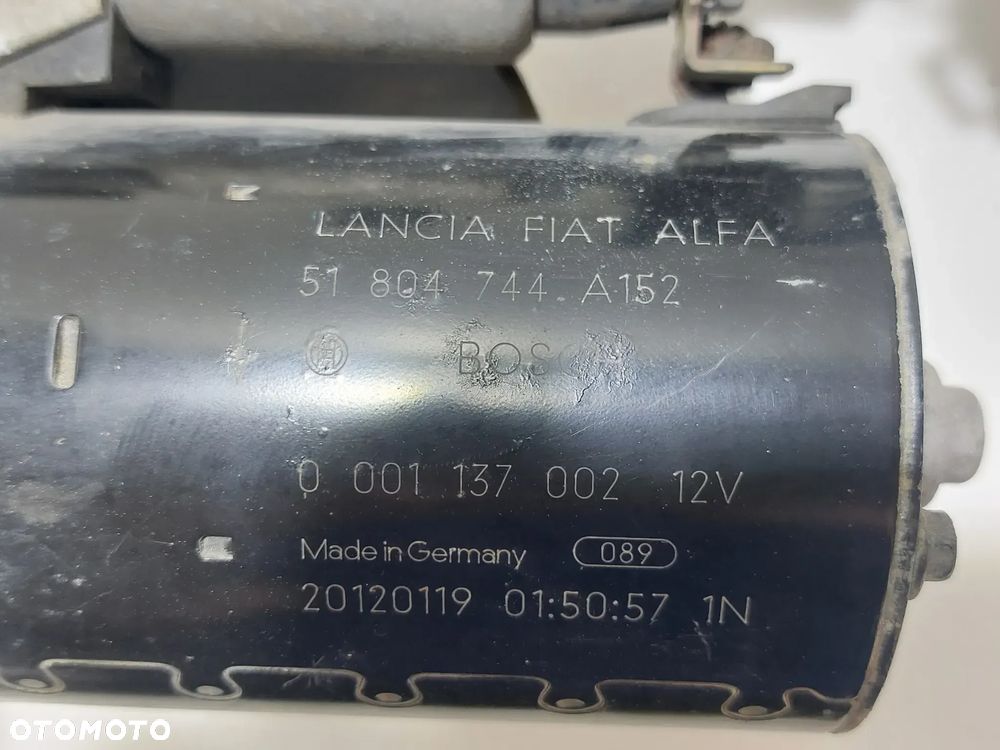 LANCIA FIAT ALFA
51 804 744 A152
BOSCH
0 001 137 002 12V
Made in Germany 089
20120119 01:50:57 1N
OTOMOTO